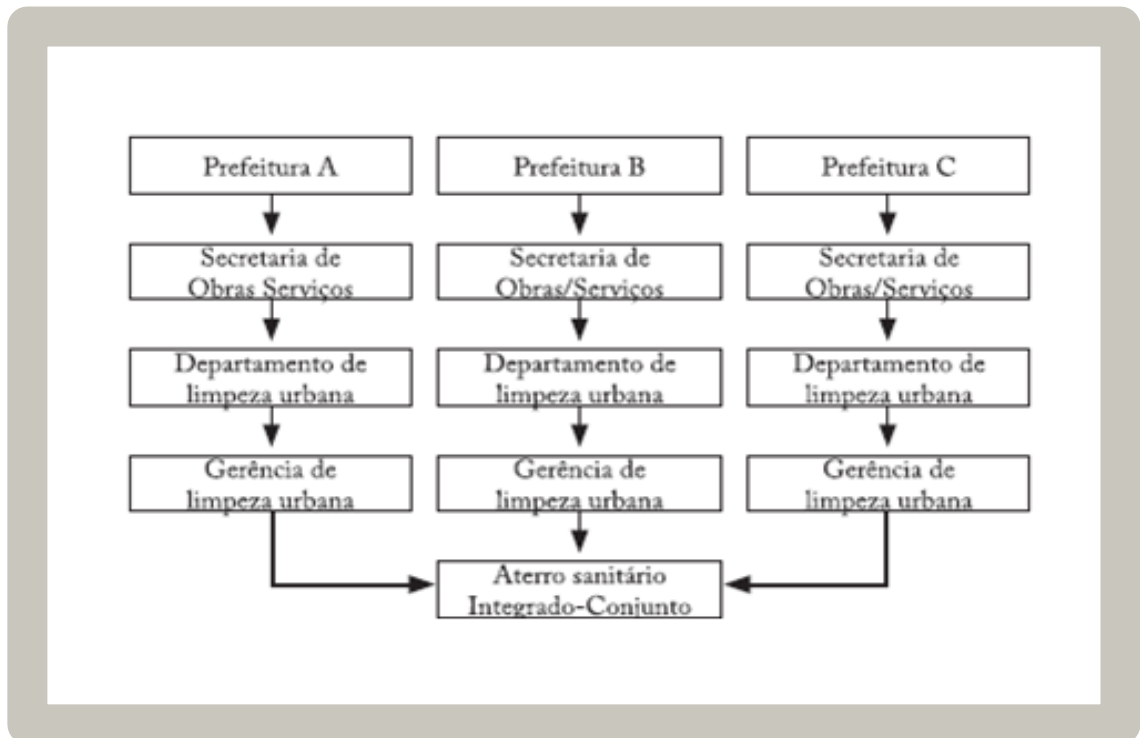 Prefeitura A
Prefeitura B
Prefeitura C
Secretaria de
Obras Serviços
Secretaria de
Obras/Serviços
Secretaria de
Obras/Serviços
Departamento de
limpeza urbana
Departamento de
limpeza urbana
Departamento de
limpeza urbana
Gerência de
limpeza urbana
Gerência de
limpeza urbana
Gerência de
limpeza urbana
Aterro sanitário
Integrado-Conjunto